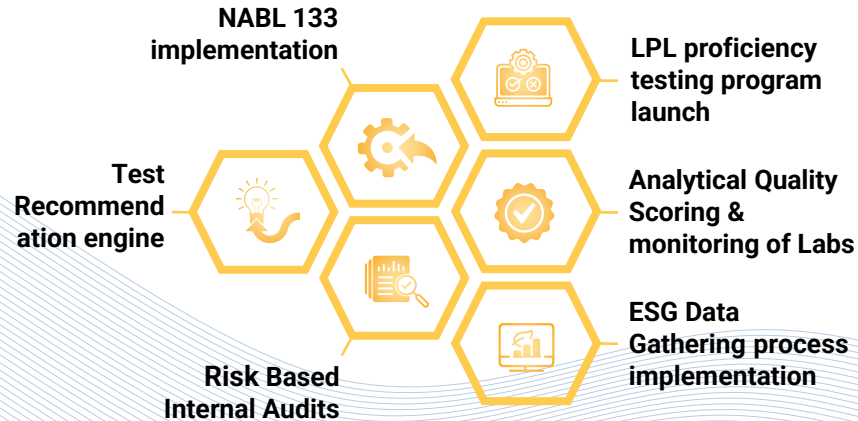 NABL 133
implementation
LPL proficiency
testing program
launch
Test
Recommend
ation engine
Analytical Quality
Scoring &
monitoring of Labs
Risk Based
Internal Audits
ESG Data
Gathering process
implementation